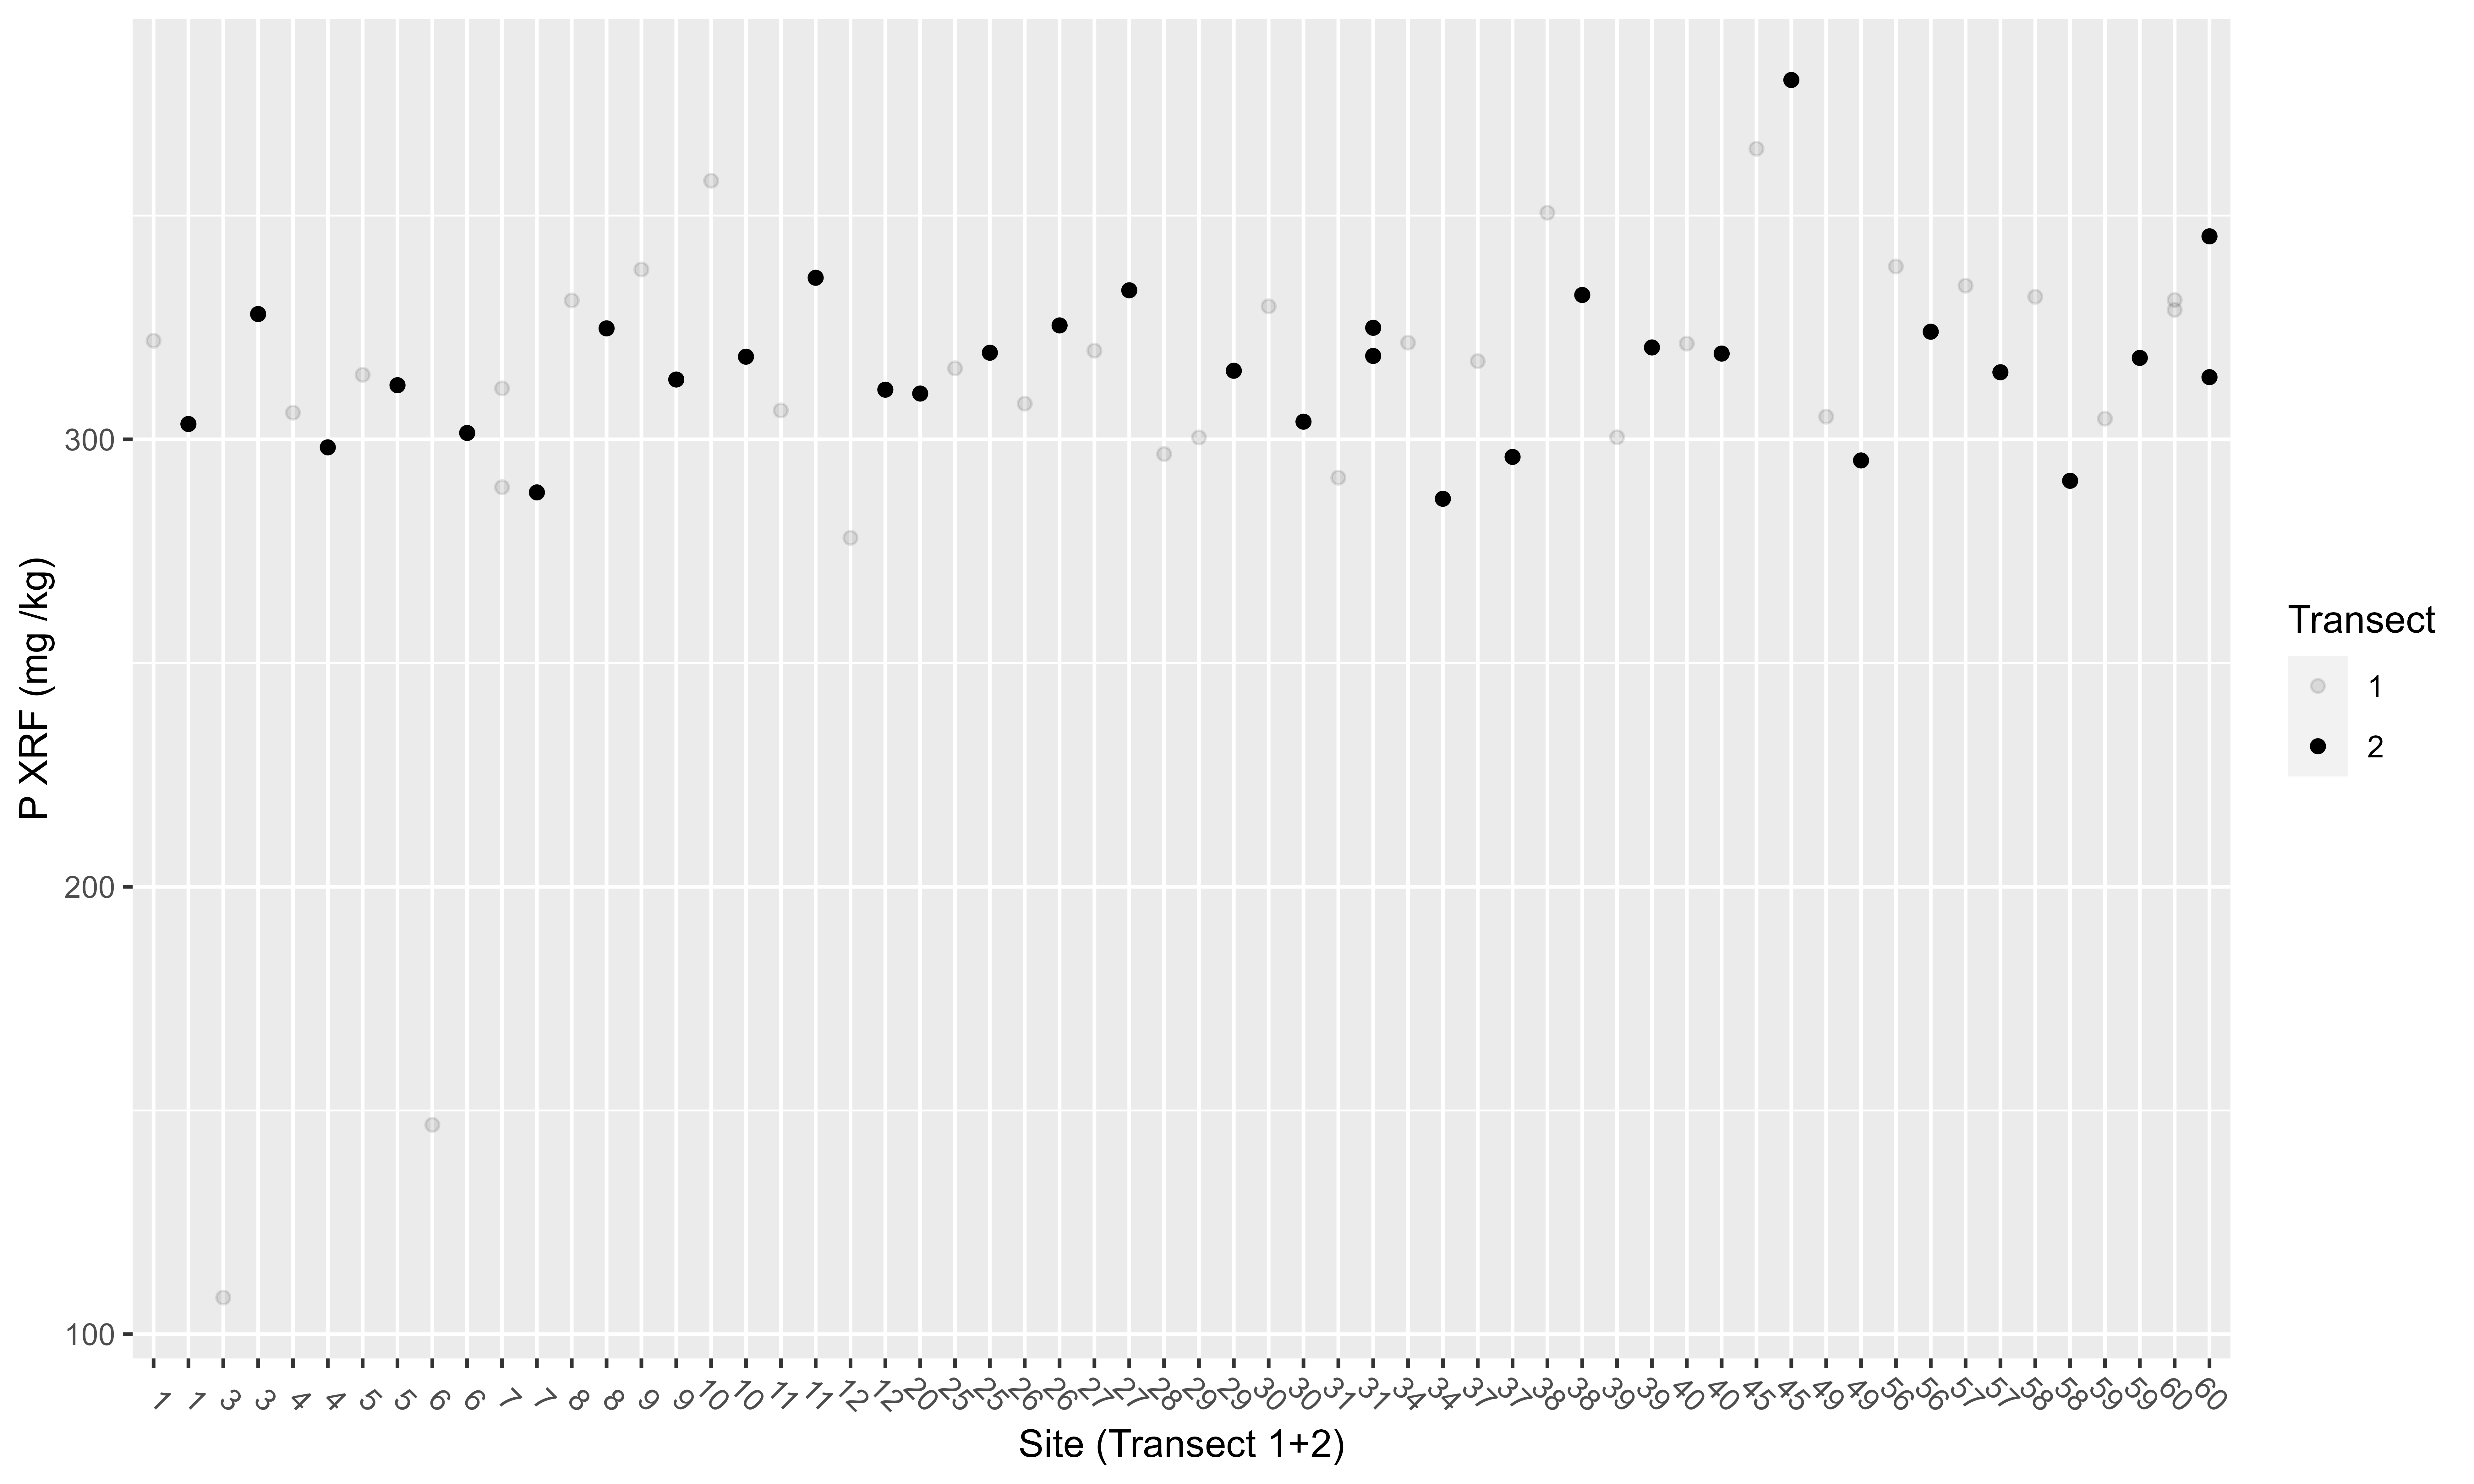 300
200
100
P XRF (mg /kg)
1 1 3 3 4 4 5 5 6 6 7 7 8 8 9 9 10 10 11 11 12 12 20 25 25 26 26 27 27 28 29 29 30 30 31 31 34 34 37 37 38 38 39 39 40 40 45 45 49 49 56 56 57 57 58 58 59 59 60 60
Site (Transect 1+2)
Transect
1
2